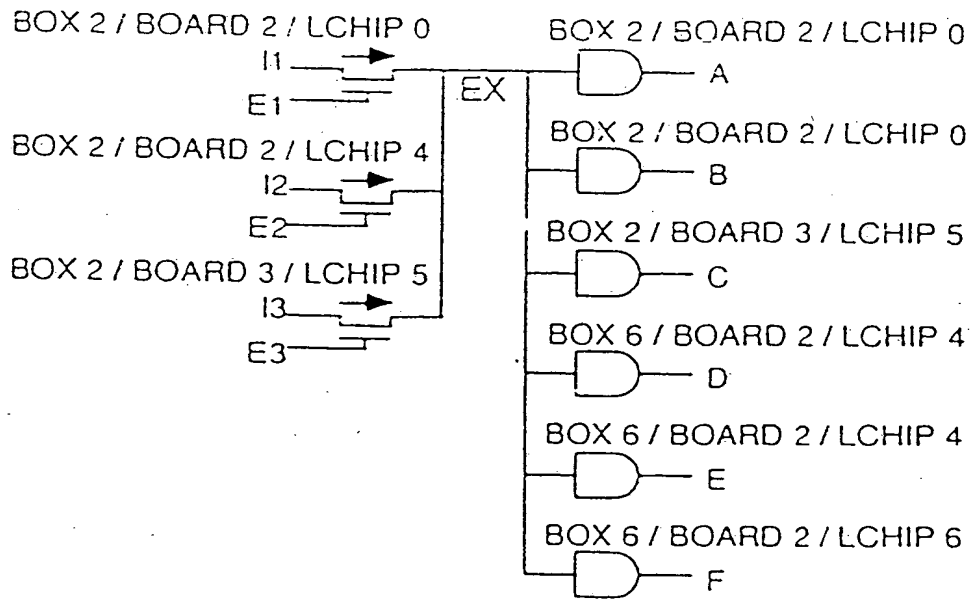 BOX 2 / BOARD 2 / LCHIP 0
I1
E1
BOX 2 / BOARD 2 / LCHIP 4
I2
E2
BOX 2 / BOARD 3 / LCHIP 5
I3
E3
EX
BOX 2 / BOARD 2 / LCHIP 0
A
BOX 2 / BOARD 2 / LCHIP 0
B
BOX 2 / BOARD 3 / LCHIP 5
C
BOX 6 / BOARD 2 / LCHIP 4
D
BOX 6 / BOARD 2 / LCHIP 4
E
BOX 6 / BOARD 2 / LCHIP 6
F